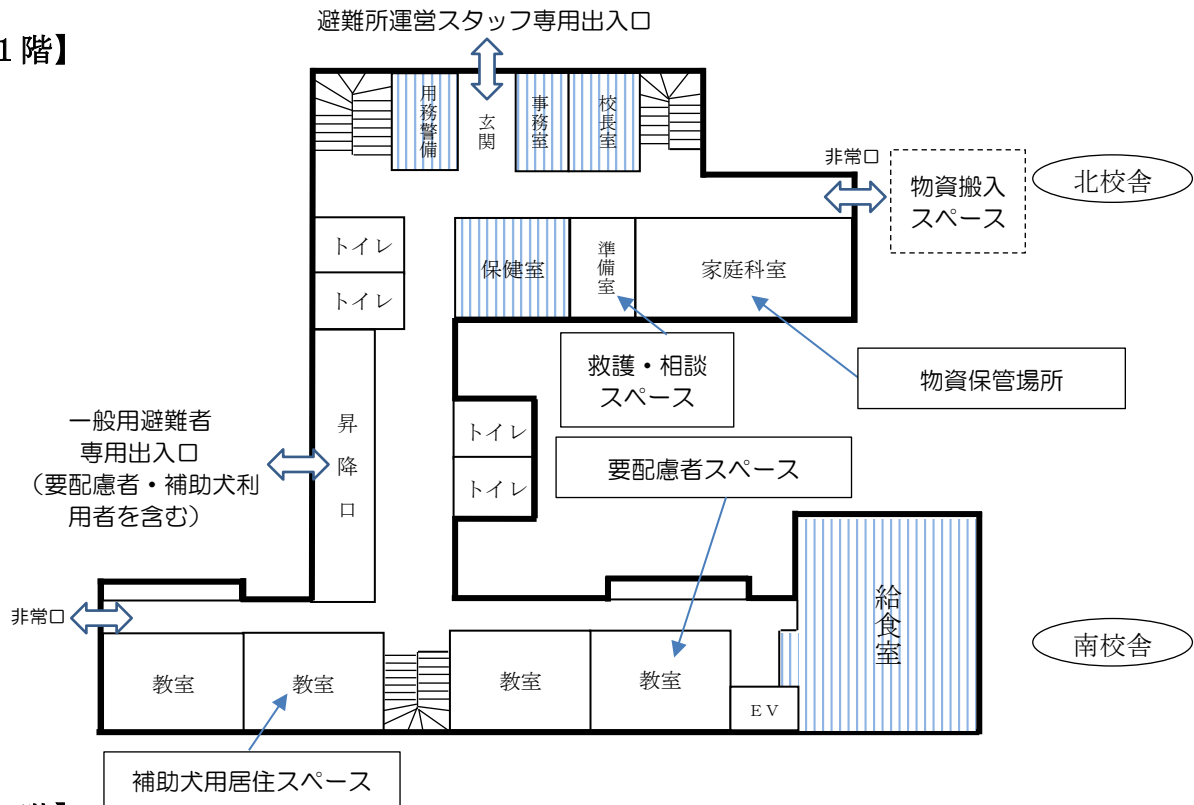 1階】
避難所運営スタッフ専用出入口
用務警備
玄関
事務室
校長室
非常口
物資搬入
スペース
北校舎
トイレ
トイレ
保健室
準備室
家庭科室
救護・相談
スペース
物資保管場所
一般用避難者
専用出入口
(要配慮者・補助犬利
用者を含む)
昇降口
トイレ
トイレ
要配慮者スペース
給食室
非常口
南校舎
教室
教室
教室
教室
EV
補助犬用居住スペース